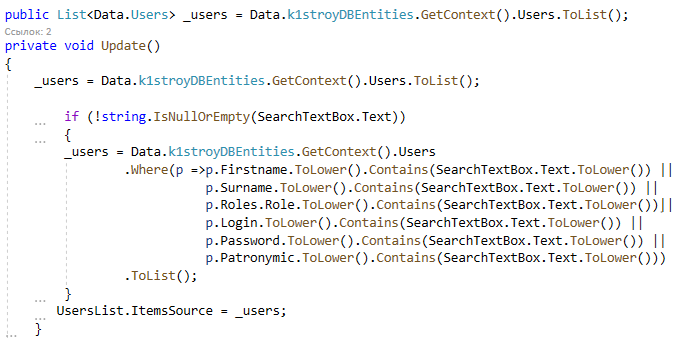 public List<Data.Users> _users = Data.k1stroyDBEntities.GetContext().Users.ToList();
Ссылок: 2
private void Update()
{
_users = Data.k1stroyDBEntities.GetContext().Users.ToList();
if (!string.IsNullOrEmpty(SearchTextBox.Text))
{
_users = Data.k1stroyDBEntities.GetContext().Users
.Where(p =>p.Firstname.ToLower().Contains(SearchTextBox.Text.ToLower()) ||
p.Surname.ToLower().Contains(SearchTextBox.Text.ToLower()) ||
p.Roles.Role.ToLower().Contains(SearchTextBox.Text.ToLower())||
p.Login.ToLower().Contains(SearchTextBox.Text.ToLower()) ||
p.Password.ToLower().Contains(SearchTextBox.Text.ToLower()) ||
p.Patronymic.ToLower().Contains(SearchTextBox.Text.ToLower()))
.ToList();
}
UsersList.ItemsSource = _users;
}